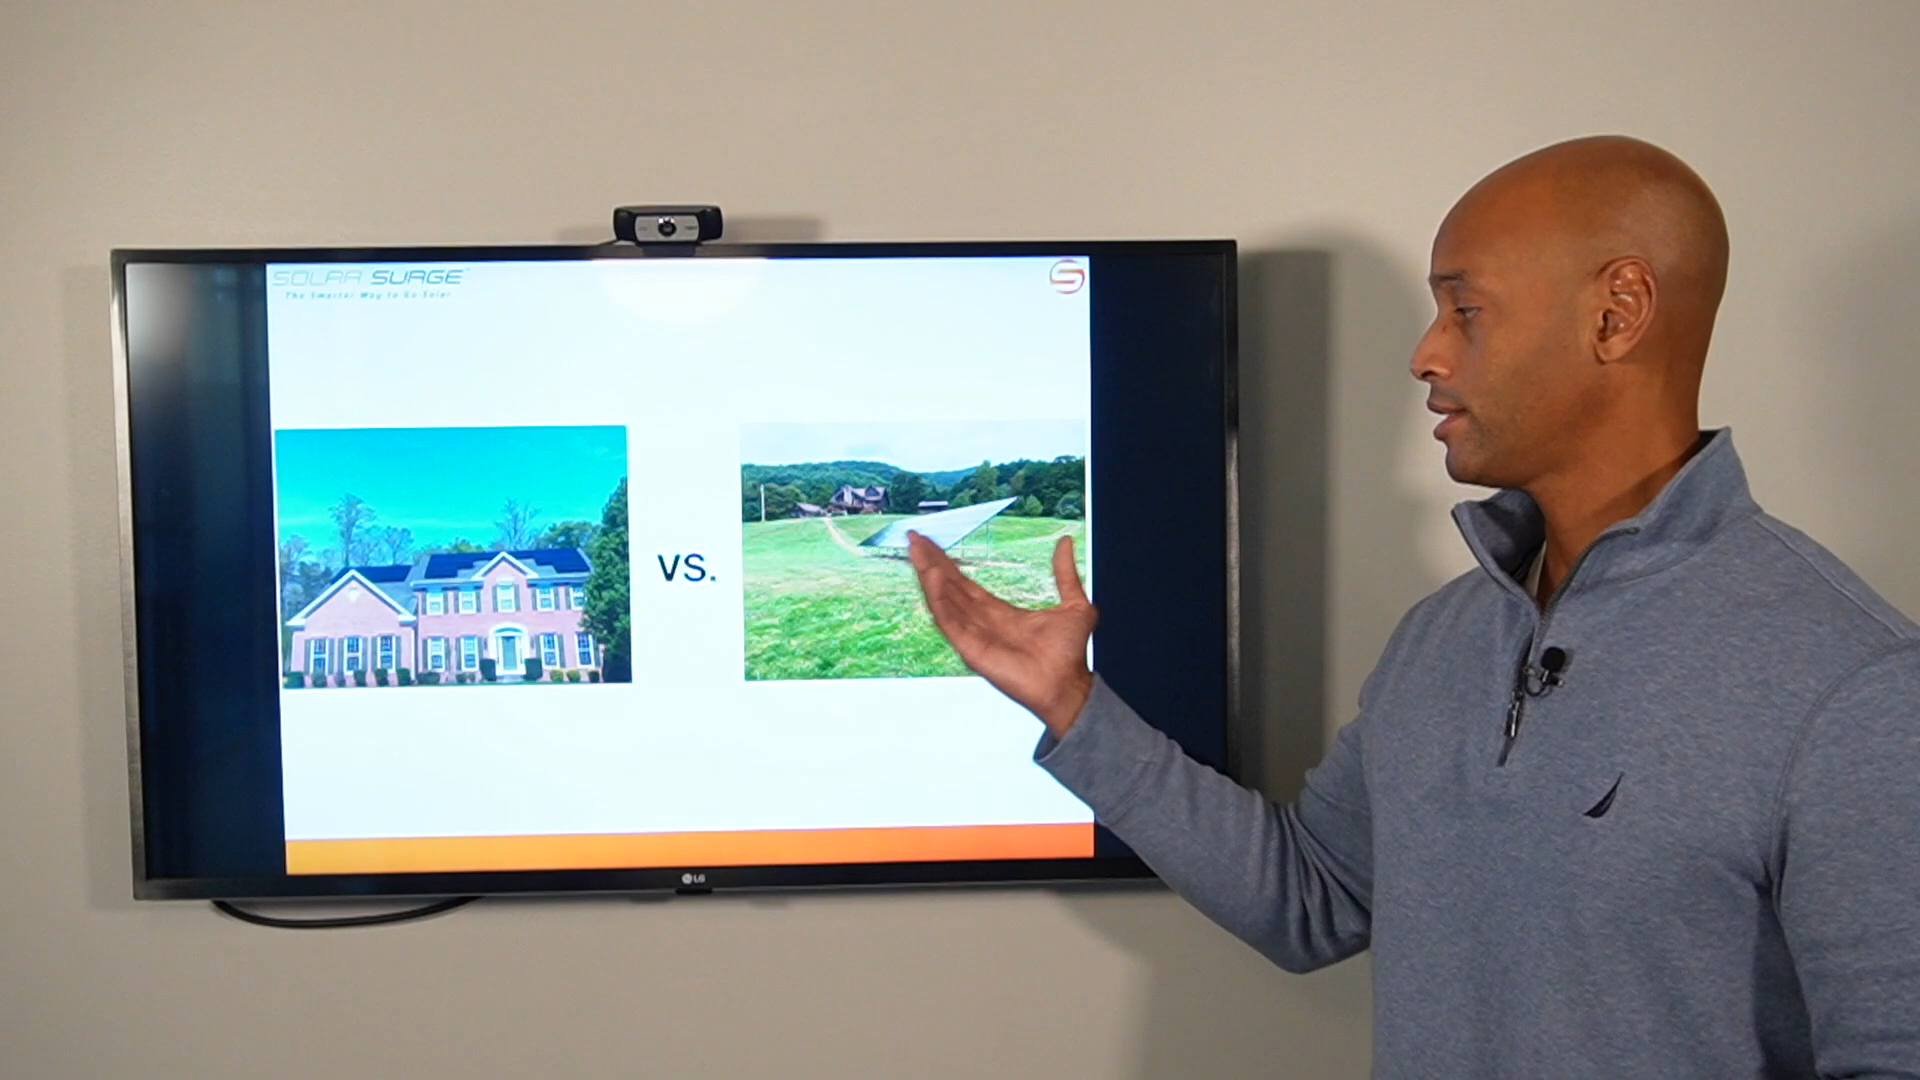 SOLAR SURGE
The Smarter Way to Go Solar
S
VS.
LG